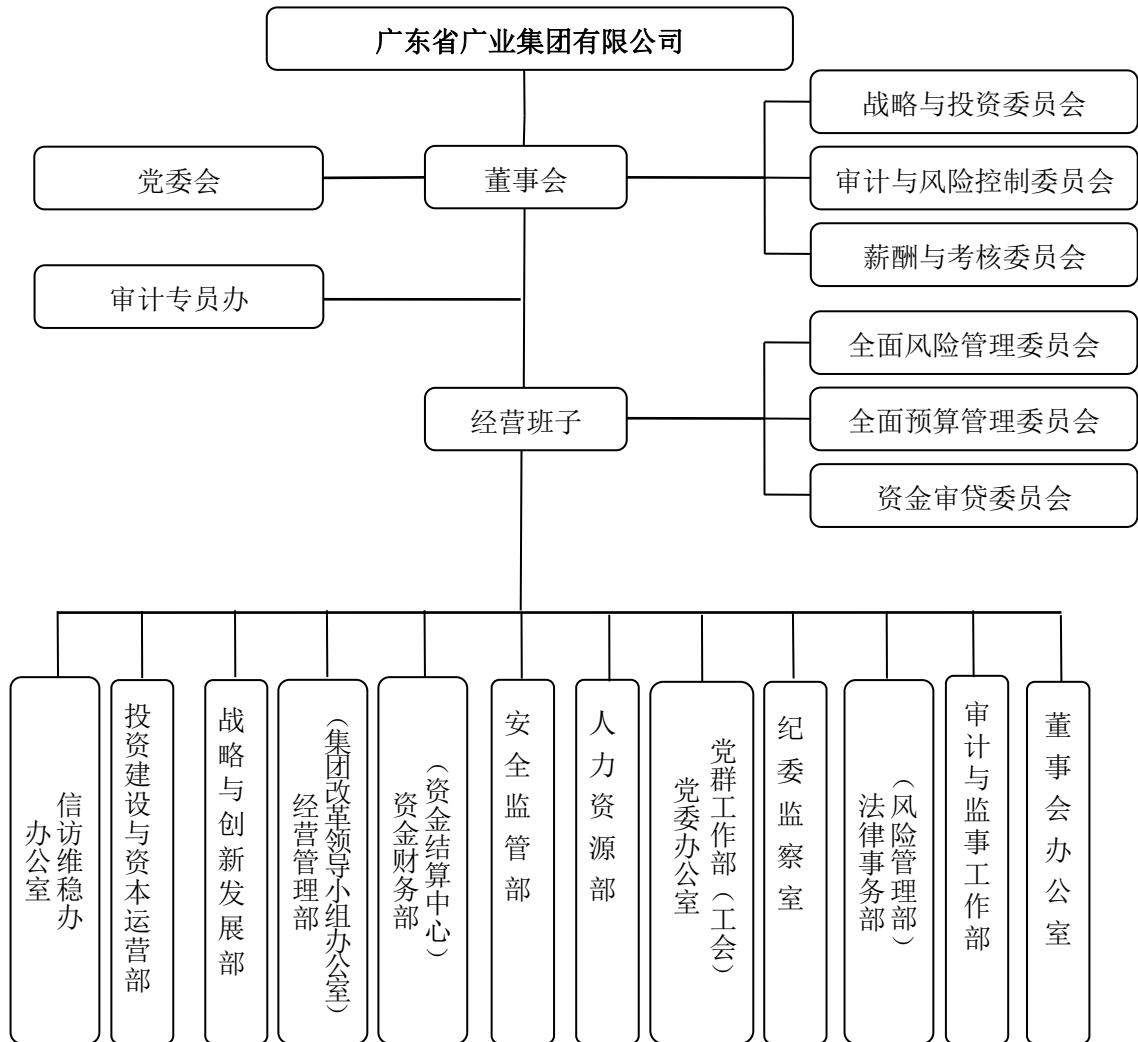 广东省广业集团有限公司
战略与投资委员会
党委会
董事会
审计与风险控制委员会
薪酬与考核委员会
审计专员办
全面风险管理委员会
经营班子
全面预算管理委员会
资金审贷委员会
信访维稳办
办公室
投资建设与资本运营部
战略与创新发展部
（集团改革领导小组办公室）
经营管理部
（资金结算中心）
资金财务部
安全监管部
人力资源部
党群工作部（工会）
党委办公室
纪委监察室
（风险管理部）
法律事务部
审计与监事工作部
董事会办公室